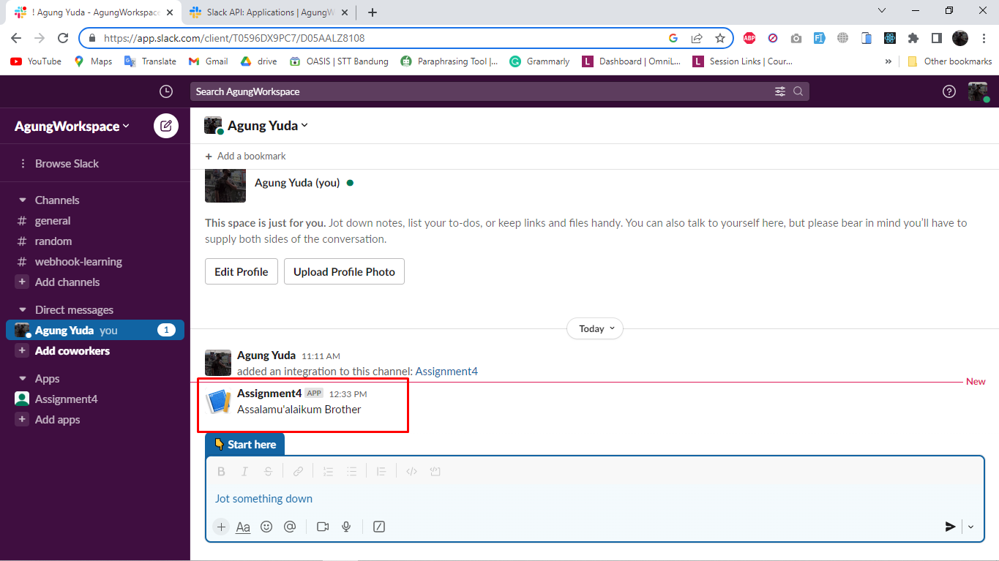 ! Agung Yuda - AgungWorkspace
Slack API: Applications | AgungW
https://app.slack.com/client/T0596DX9PC7/D05AALZ8108
YouTube
Maps
Translate
Gmail
drive
OASIS | STT Bandung
Paraphrasing Tool |...
Grammarly
Dashboard | OmniL...
Session Links | Cour...
»
Other bookmarks
Search AgungWorkspace
AgungWorkspace
Agung Yuda
+ Add a bookmark
Browse Slack
Channels
# general
# random
# webhook-learning
+ Add channels
Direct messages
Agung Yuda you 1
+ Add coworkers
Apps
Assignment4
+ Add apps
Agung Yuda (you)
This space is just for you. Jot down notes, list your to-dos, or keep links and files handy. You can also talk to yourself here, but please bear in mind you’ll have to
supply both sides of the conversation.
Edit Profile
Upload Profile Photo
Today
Agung Yuda 11:11 AM
added an integration to this channel: Assignment4
New
Assignment4 APP 12:33 PM
Assalamu'alaikum Brother
Start here
B I S
Jot something down
+ Aa @